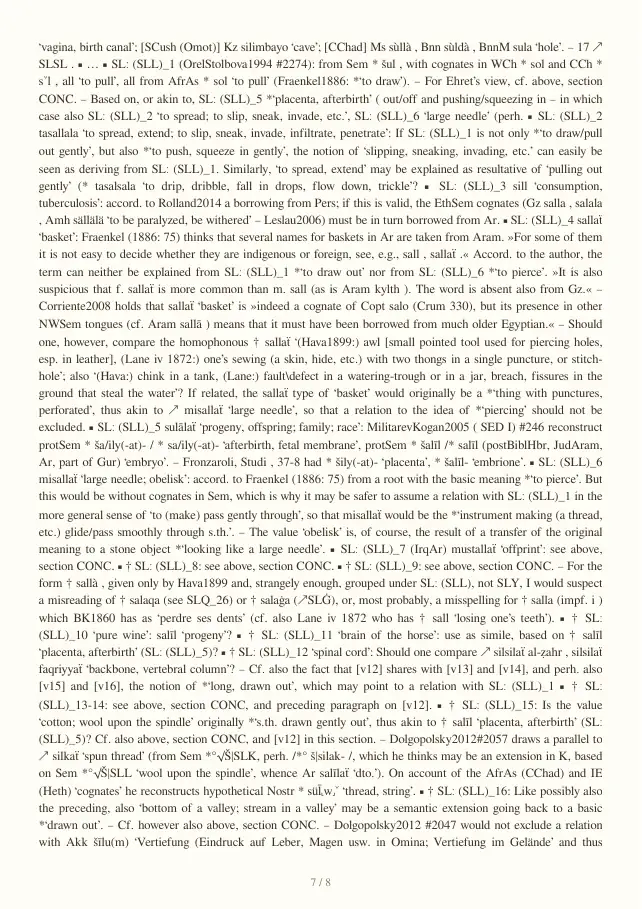 ‘vagina, birth canal’; [SCush (Omot)] Kz silimbayo ‘cave’; [CChad] Ms sùllà , Bnn sùldà , BnnM sula ‘hole’. – 17 ↗
SLSL . ▪ … ▪ SL: (SLL)_1 (OrelStolbova1994 #2274): from Sem * šul , with cognates in WCh * sol and CCh *
sˇl , all ‘to pull’, all from AfrAs * sol ‘to pull’ (Fraenkel1886: *‘to draw’). – For Ehret’s view, cf. above, section
CONC. – Based on, or akin to, SL: (SLL)_5 *‘placenta, afterbirth’ ( out/off and pushing/squeezing in – in which
case also SL: (SLL)_2 ‘to spread; to slip, sneak, invade, etc.’, SL: (SLL)_6 ‘large needle’ (perh. ▪ SL: (SLL)_2
tasallala ‘to spread, extend; to slip, sneak, invade, infiltrate, penetrate’: If SL: (SLL)_1 is not only *‘to draw/pull
out gently’, but also *‘to push, squeeze in gently’, the notion of ‘slipping, sneaking, invading, etc.’ can easily be
seen as deriving from SL: (SLL)_1. Similarly, ‘to spread, extend’ may be explained as resultative of ‘pulling out
gently’ (* tasalsala ‘to drip, dribble, fall in drops, flow down, trickle’? ▪ SL: (SLL)_3 sill ‘consumption,
tuberculosis’: accord. to Rolland2014 a borrowing from Pers; if this is valid, the EthSem cognates (Gz salla , salala
, Amh sällälä ‘to be paralyzed, be withered’ – Leslau2006) must be in turn borrowed from Ar. ▪ SL: (SLL)_4 sallaẗ
‘basket’: Fraenkel (1886: 75) thinks that several names for baskets in Ar are taken from Aram. »For some of them
it is not easy to decide whether they are indigenous or foreign, see, e.g., sall , sallaẗ .« Accord. to the author, the
term can neither be explained from SL: (SLL)_1 *‘to draw out’ nor from SL: (SLL)_6 *‘to pierce’. »It is also
suspicious that f. sallaẗ is more common than m. sall (as is Aram kylth ). The word is absent also from Gz.« –
Corriente2008 holds that sallaẗ ‘basket’ is »indeed a cognate of Copt salo (Crum 330), but its presence in other
NWSem tongues (cf. Aram sallā ) means that it must have been borrowed from much older Egyptian.« – Should
one, however, compare the homophonous † sallaẗ ‘(Hava1899:) awl [small pointed tool used for piercing holes,
esp. in leather], (Lane iv 1872:) one’s sewing (a skin, hide, etc.) with two thongs in a single puncture, or stitch-
hole’; also ‘(Hava:) chink in a tank, (Lane:) fault\defect in a watering-trough or in a jar, breach, fissures in the
ground that steal the water’? If related, the sallaẗ type of ‘basket’ would originally be a *‘thing with punctures,
perforated’, thus akin to ↗ misallaẗ ‘large needle’, so that a relation to the idea of *‘piercing’ should not be
excluded. ▪ SL: (SLL)_5 sulālaẗ ‘progeny, offspring; family; race’: MilitarevKogan2005 ( SED I) #246 reconstruct
protSem * ša/ily(-at)- / * sa/ily(-at)- ‘afterbirth, fetal membrane’, protSem * šalīl /* salīl (postBiblHbr, JudAram,
Ar, part of Gur) ‘embryo’. – Fronzaroli, Studi , 37-8 had * šily(-at)- ‘placenta’, * šalīl- ‘embrione’. ▪ SL: (SLL)_6
misallaẗ ‘large needle; obelisk’: accord. to Fraenkel (1886: 75) from a root with the basic meaning *‘to pierce’. But
this would be without cognates in Sem, which is why it may be safer to assume a relation with SL: (SLL)_1 in the
more general sense of ‘to (make) pass gently through’, so that misallaẗ would be the *‘instrument making (a thread,
etc.) glide/pass smoothly through s.th.’. – The value ‘obelisk’ is, of course, the result of a transfer of the original
meaning to a stone object *‘looking like a large needle’. ▪ SL: (SLL)_7 (IrqAr) mustallaẗ ‘offprint’: see above,
section CONC. ▪ † SL: (SLL)_8: see above, section CONC. ▪ † SL: (SLL)_9: see above, section CONC. – For the
form † sallà , given only by Hava1899 and, strangely enough, grouped under SL: (SLL), not SLY, I would suspect
a misreading of † salaqa (see SLQ_26) or † salaġa (↗SLĠ), or, most probably, a misspelling for † salla (impf. i )
which BK1860 has as ‘perdre ses dents’ (cf. also Lane iv 1872 who has † sall ‘losing one’s teeth’). ▪ † SL:
(SLL)_10 ‘pure wine’: salīl ‘progeny’? ▪ † SL: (SLL)_11 ‘brain of the horse’: use as simile, based on † salīl
‘placenta, afterbirth’ (SL: (SLL)_5)? ▪ † SL: (SLL)_12 ‘spinal cord’: Should one compare ↗ silsilaẗ al-ẓahr , silsilaẗ
faqriyyaẗ ‘backbone, vertebral column’? – Cf. also the fact that [v12] shares with [v13] and [v14], and perh. also
[v15] and [v16], the notion of *‘long, drawn out’, which may point to a relation with SL: (SLL)_1 ▪ † SL:
(SLL)_13-14: see above, section CONC, and preceding paragraph on [v12]. ▪ † SL: (SLL)_15: Is the value
‘cotton; wool upon the spindle’ originally *‘s.th. drawn gently out’, thus akin to † salīl ‘placenta, afterbirth’ (SL:
(SLL)_5)? Cf. also above, section CONC, and [v12] in this section. – Dolgopolsky2012#2057 draws a parallel to
↗ silkaẗ ‘spun thread’ (from Sem *°√Š|SLK, perh. /*° š|silak- /, which he thinks may be an extension in K, based
on Sem *°√Š|SLL ‘wool upon the spindle’, whence Ar salīlaẗ ‘dto.’). On account of the AfrAs (CChad) and IE
(Heth) ‘cognates’ he reconstructs hypothetical Nostr ‘thread, string’. ▪ † SL: (SLL)_16: Like possibly also
the preceding, also ‘bottom of a valley; stream in a valley’ may be a semantic extension going back to a basic
*‘drawn out’. – Cf. however also above, section CONC. – Dolgopolsky2012 #2047 would not exclude a relation
with Akk šīlu(m) ‘Vertiefung (Eindruck auf Leber, Magen usw. in Omina; Vertiefung im Gelände’ and thus
7 / 8